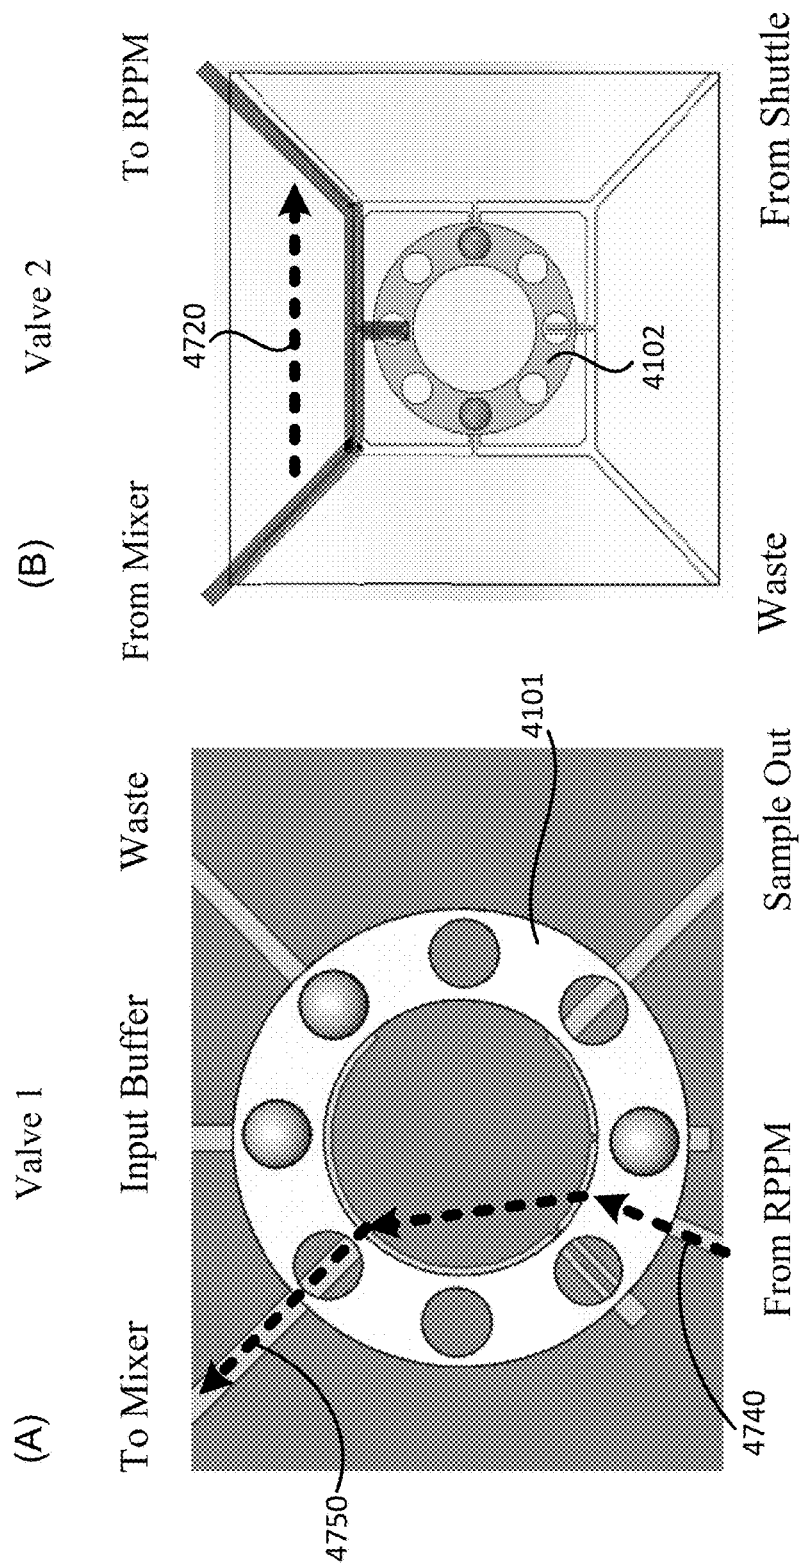 (A)
Valve 1
To Mixer
Input Buffer
Waste
4750
4740
4101
From RPPM
Sample Out
(B)
Valve 2
From Mixer
To RPPM
4720
4102
Waste
From Shuttle